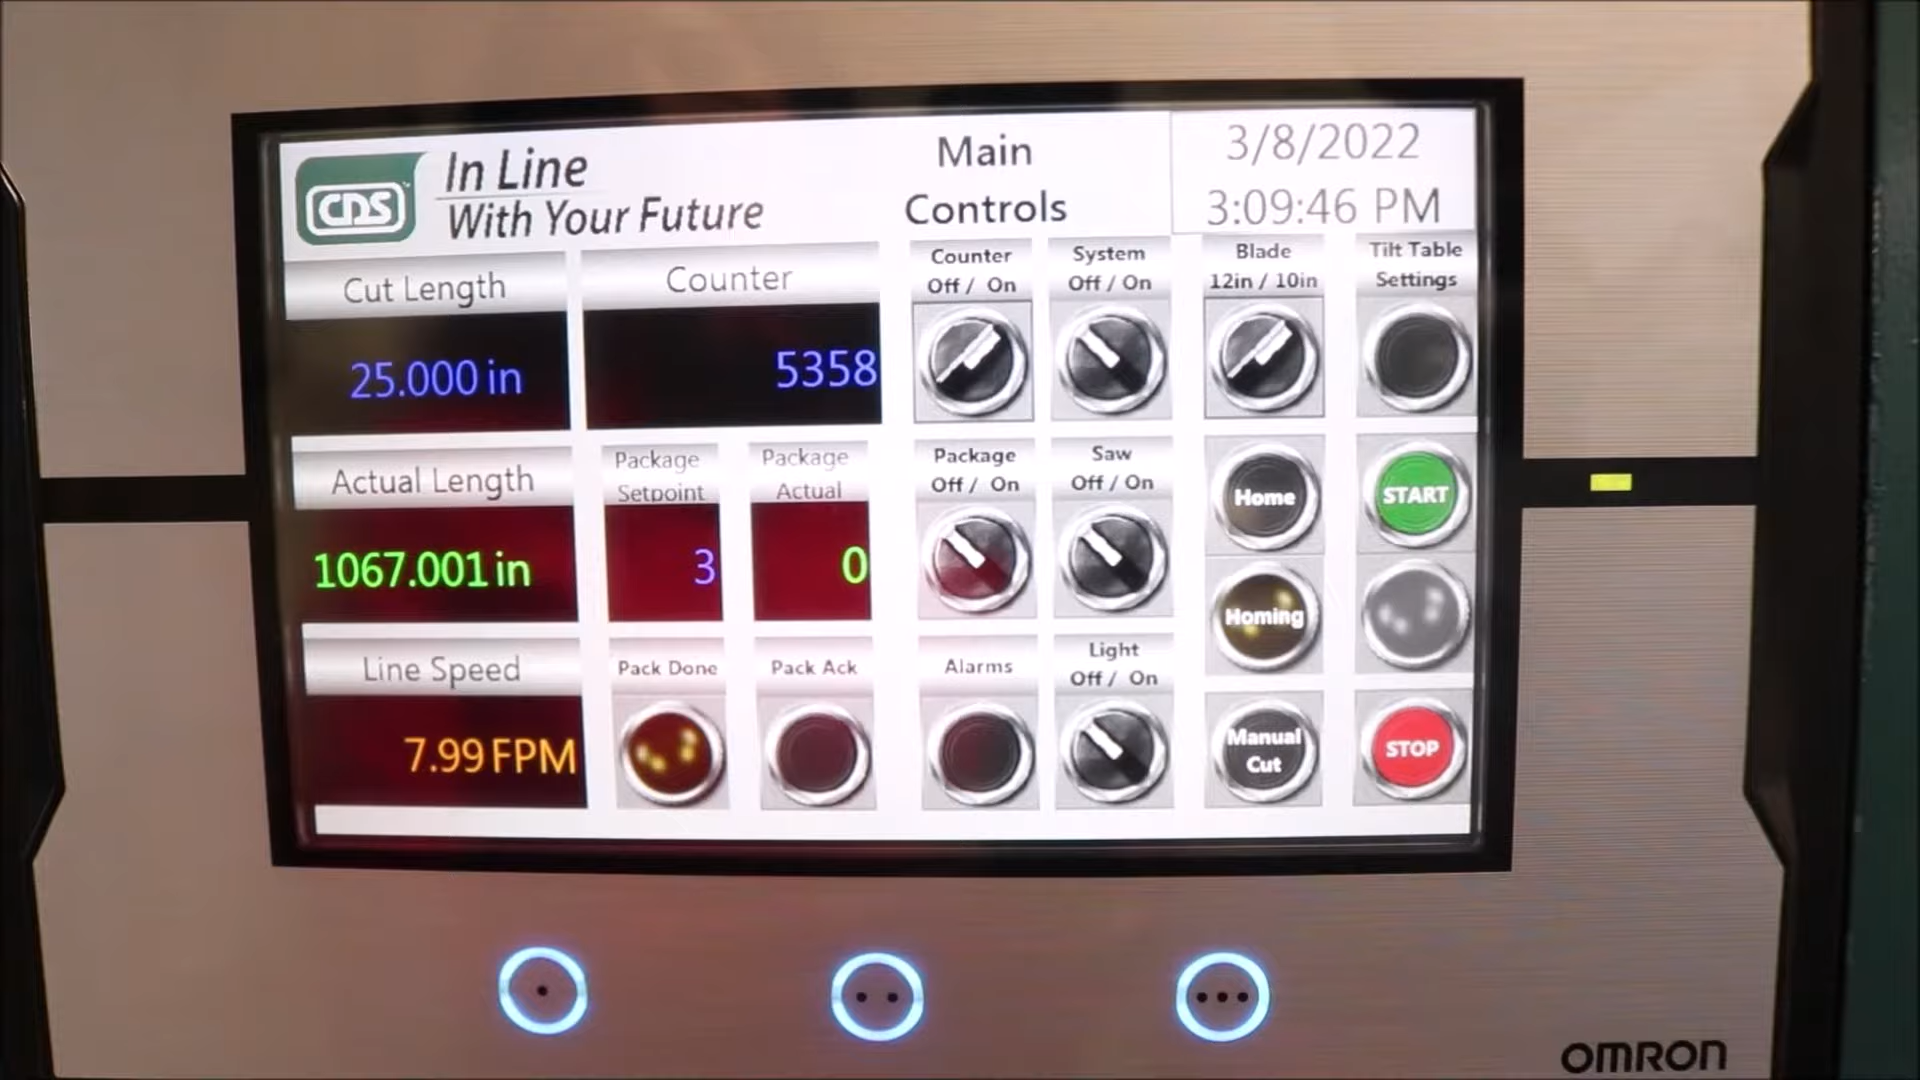 CDS
In Line
With Your Future
Main
Controls
3/8/2022
3:09:46 PM
Cut Length
25.000 in
Counter
5358
Counter
Off / On
System
Off / On
Blade
12in / 10in
Tilt Table
Settings
Actual Length
1067.001 in
Package
Setpoint
3
Package
Actual
0
Package
Off / On
Saw
Off / On
Home
START
Homing
Line Speed
7.99 FPM
Pack Done
Pack Ack
Alarms
Light
Off / On
Manual
Cut
STOP
OMRON